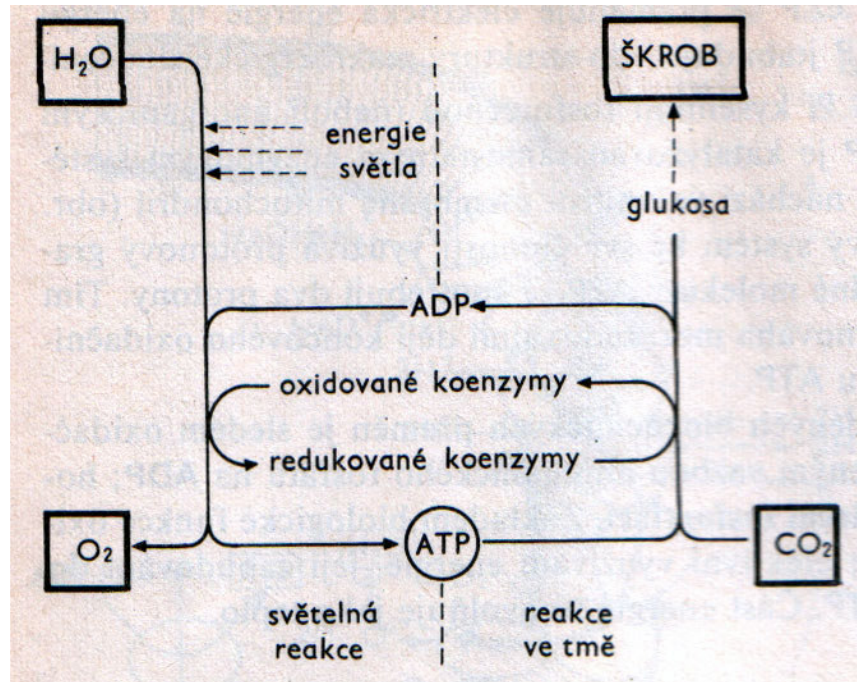 H₂O
ŠKROB
energie
světla
glukosa
ADP
oxidované koenzymy
redukované koenzymy
O₂
ATP
CO₂
světelná
reakce
reakce
ve tmě